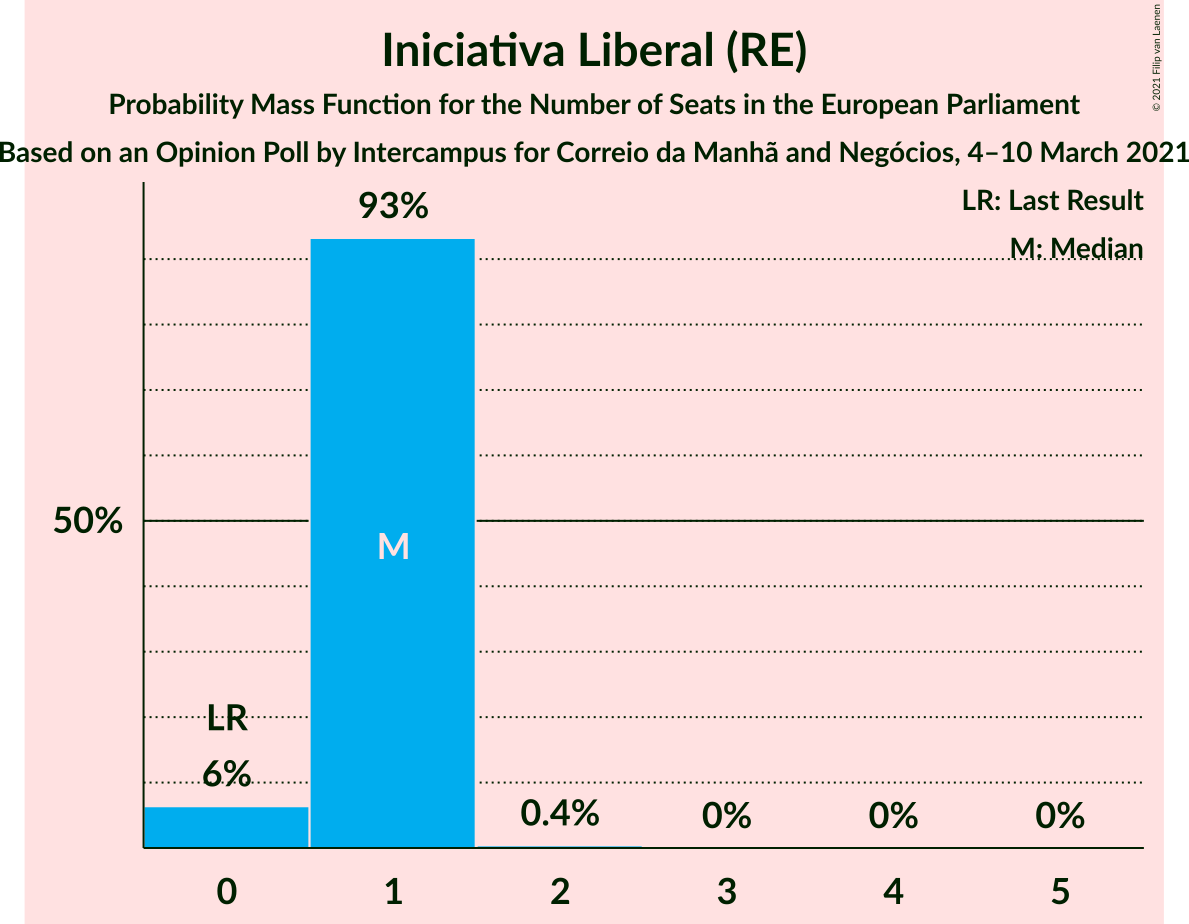 Iniciativa Liberal (RE)
Probability Mass Function for the Number of Seats in the European Parliament
Based on an Opinion Poll by Intercampus for Correio da Manhã and Negócios, 4–10 March 2021
© 2021 Filip van Laenen
LR: Last Result
M: Median
93%
50%
M
LR
6%
0.4%
0%
0%
0%
0
1
2
3
4
5